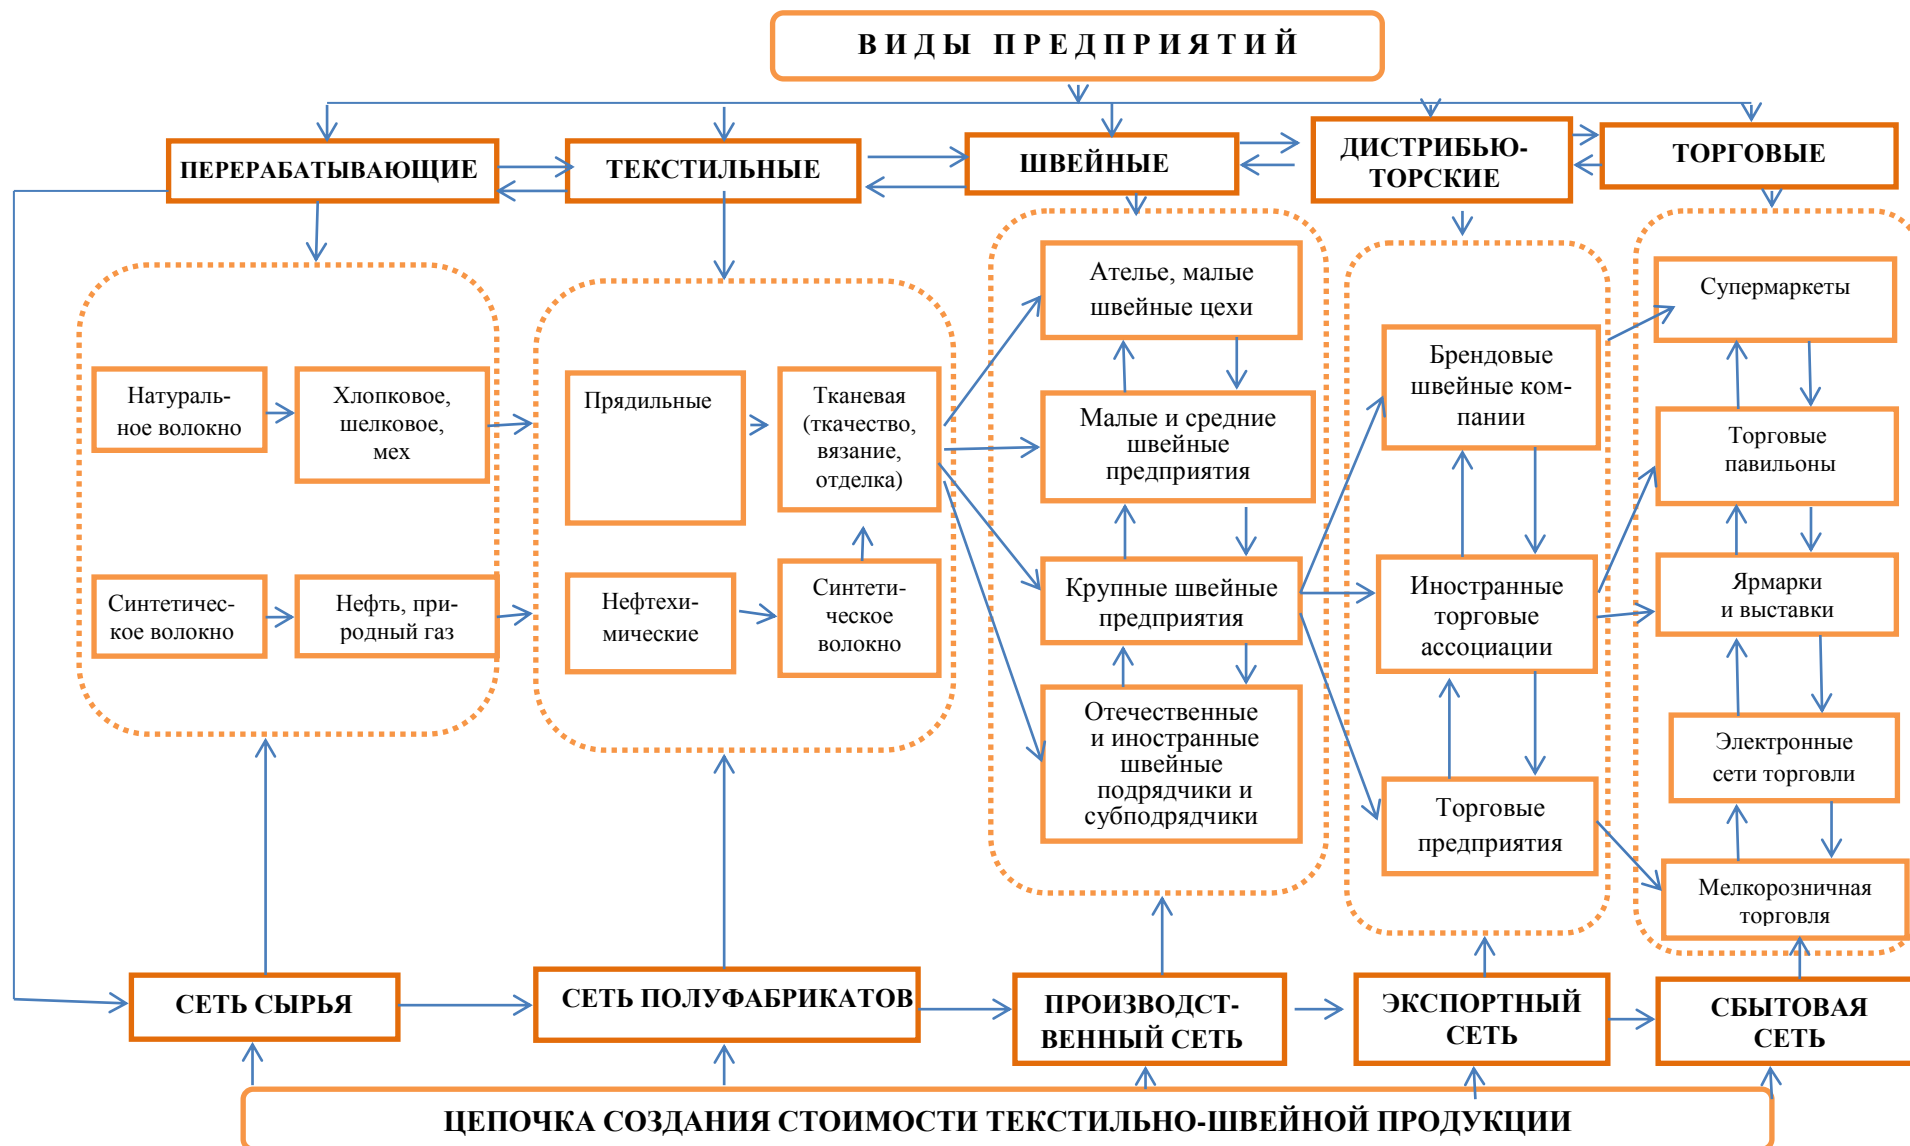 ВИДЫ ПРЕДПРИЯТИЙ
ПЕРЕРАБАТЫВАЮЩИЕ
ТЕКСТИЛЬНЫЕ
ШВЕЙНЫЕ
ДИСТРИБЬЮ-
ТОРСКИЕ
ТОРГОВЫЕ
Натураль-
ное волокно
Хлопковое,
шелковое,
мех
Синтетичес-
кое волокно
Нефть, при-
родный газ
Прядильные
Тканевая
(ткачество,
вязание,
отделка)
Нефтехи-
мические
Синтети-
ческое
волокно
Ателье, малые
швейные цехи
Малые и средние
швейные
предприятия
Крупные швейные
предприятия
Отечественные
и иностранные
швейные
подрядчики и
субподрядчики
Брендовые
швейные ком-
пании
Иностранные
торговые
ассоциации
Торговые
предприятия
Супермаркеты
Торговые
павильоны
Ярмарки
и выставки
Электронные
сети торговли
Мелкорозничная
торговля
СЕТЬ СЫРЬЯ
СЕТЬ ПОЛУФАБРИКАТОВ
ПРОИЗВОДСТ-
ВЕННЫЙ СЕТЬ
ЭКСПОРТНЫЙ
СЕТЬ
СБЫТОВАЯ
СЕТЬ
ЦЕПОЧКА СОЗДАНИЯ СТОИМОСТИ ТЕКСТИЛЬНО-ШВЕЙНОЙ ПРОДУКЦИИ